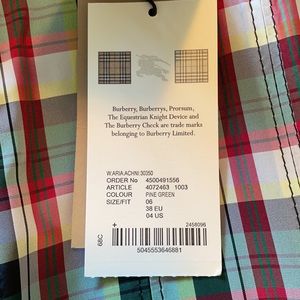 Burberry, Burberrys, Prorsum,
The Equestrian Knight Device and
The Burberry Check are trade marks
belonging to Burberry Limited.
W:ARIA:ACHNI 30350
ORDER No 4500491556
ARTICLE 4072463 1003
COLOUR PINE GREEN
SIZE/FIT 06
38 EU
04 US
+ 2458096
68C
5045553646881